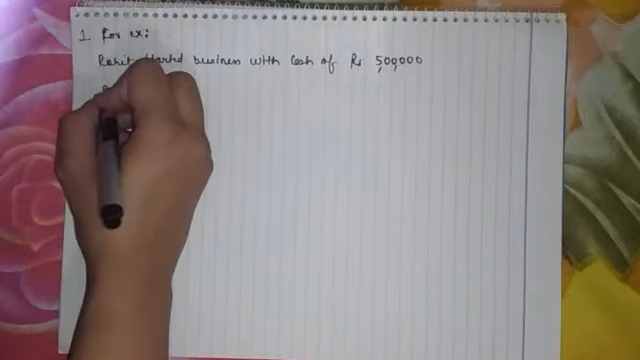 1. For ex:
Rohit started business with Cash of Rs 5,00,000